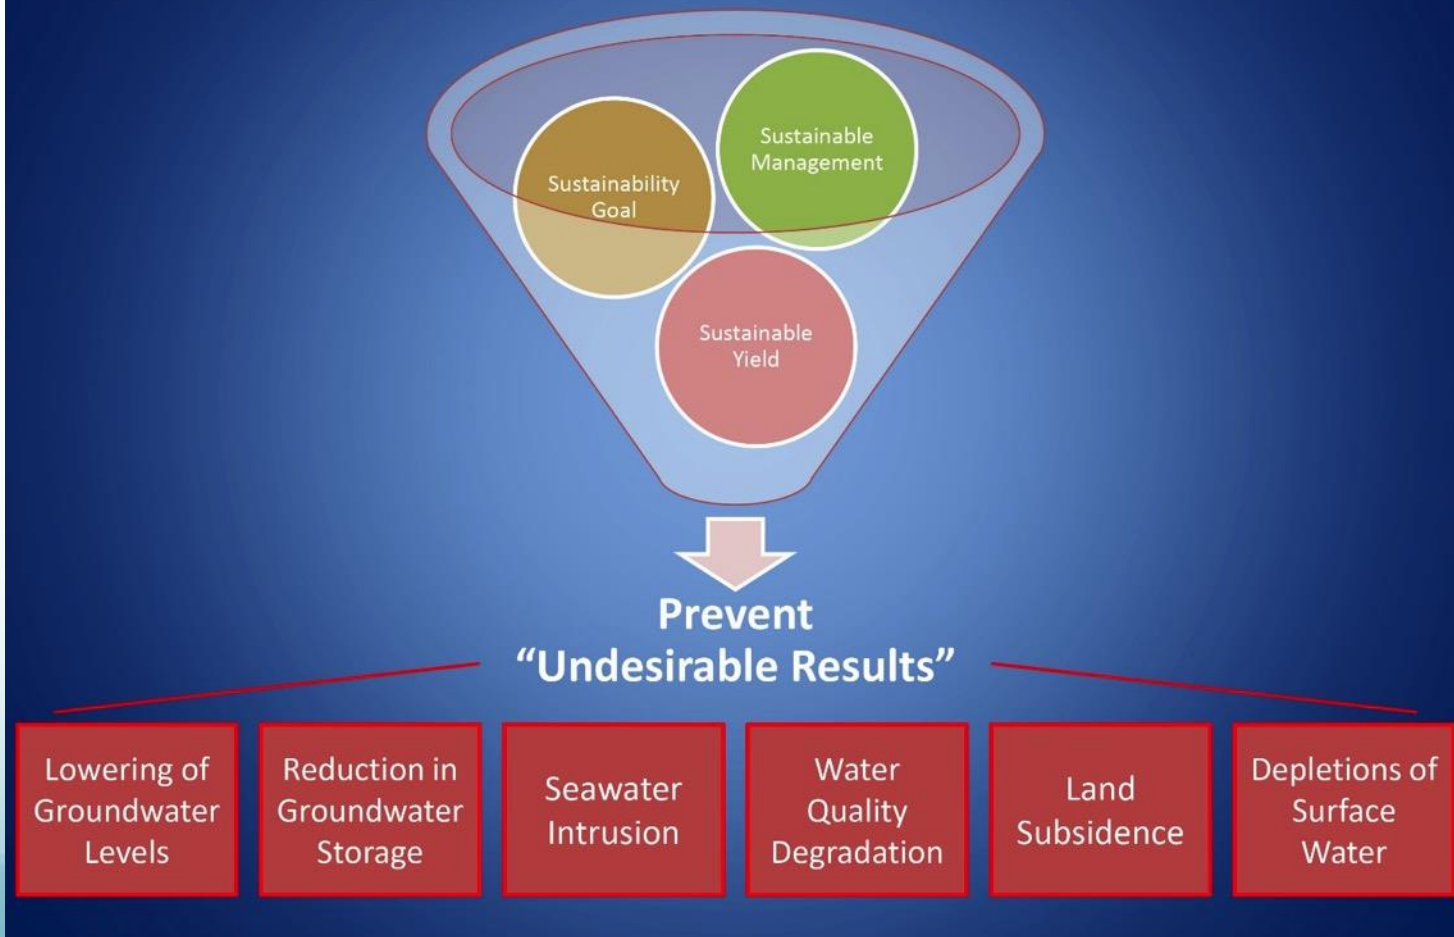 Sustainable
Management
Sustainability
Goal
Sustainable
Yield
Prevent
“Undesirable Results”
Lowering of
Groundwater
Levels
Reduction in
Groundwater
Storage
Seawater
Intrusion
Water
Quality
Degradation
Land
Subsidence
Depletions of
Surface
Water